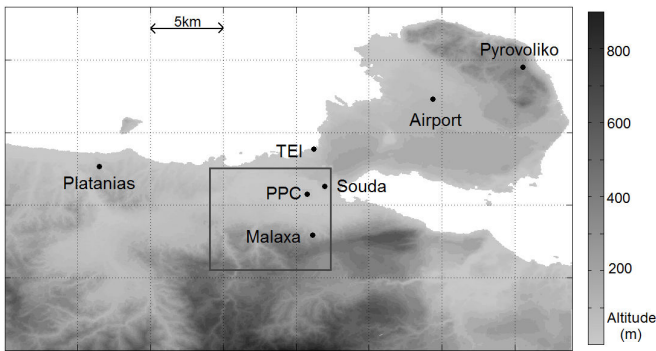 5km
Pyrovoliko
Airport
TEI
Platanias
PPC
Souda
Malaxa
800
600
400
200
Altitude
(m)